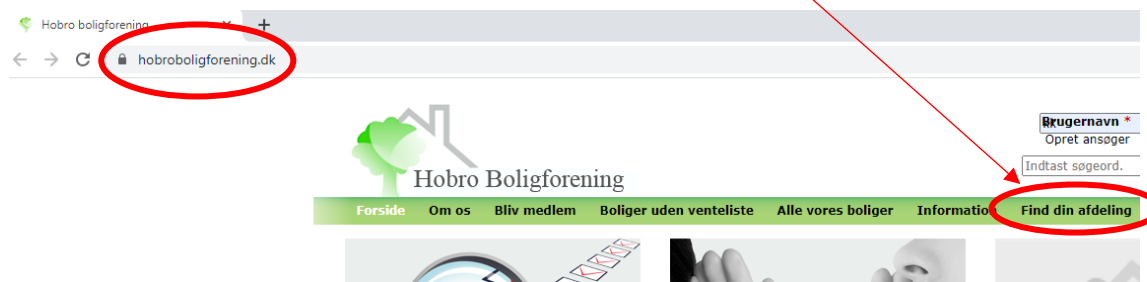 Hobro boligforening
hobroboligforening.dk
Brugernavn *
Opret ansøger
Indtast søgeord.
Hobro Boligforening
Forside Om os Bliv medlem Boliger uden venteliste Alle vores boliger Information Find din afdeling